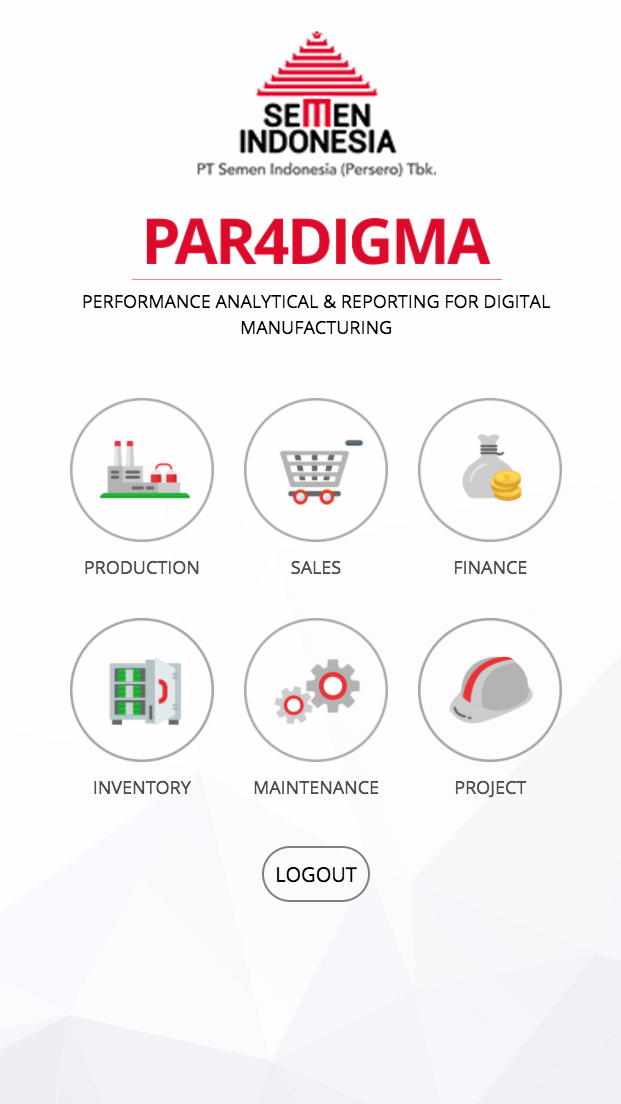 SEMEN
INDONESIA
PT Semen Indonesia (Persero) Tbk.
PAR4DIGMA
PERFORMANCE ANALYTICAL & REPORTING FOR DIGITAL
MANUFACTURING
PRODUCTION
SALES
FINANCE
INVENTORY
MAINTENANCE
PROJECT
LOGOUT